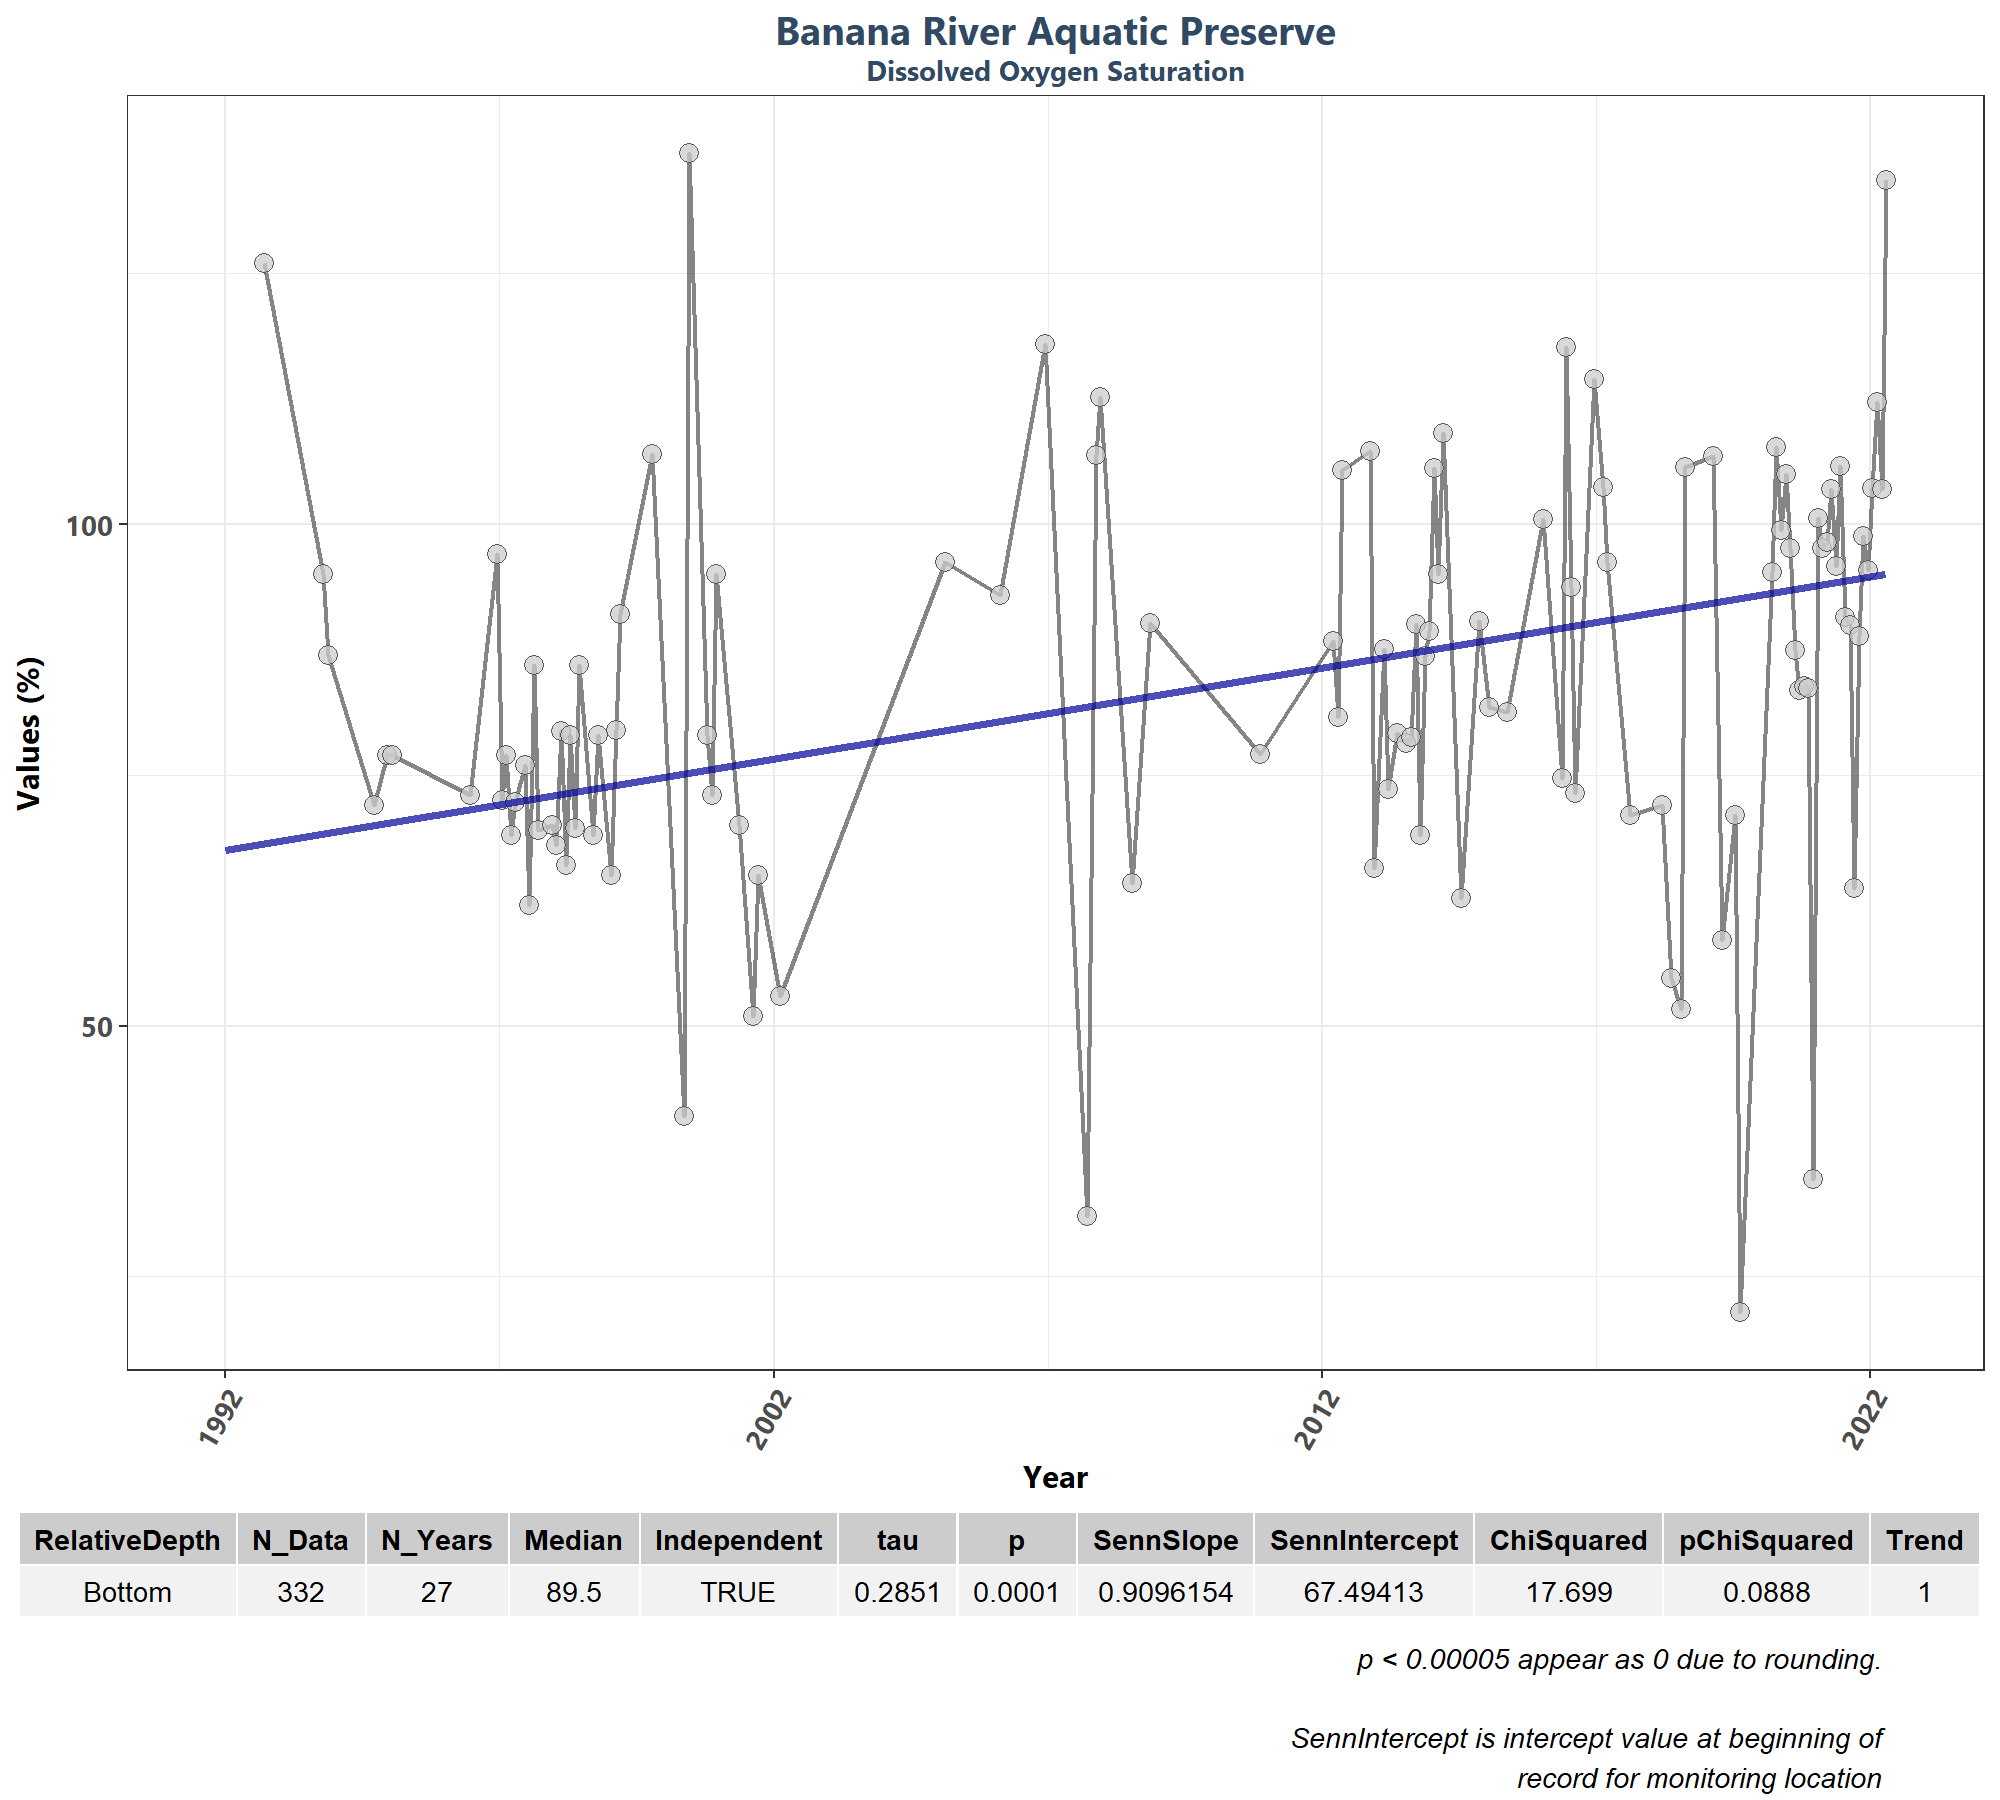 Banana River Aquatic Preserve
Dissolved Oxygen Saturation
Values (%)
100
50
1992
2002
2012
2022
Year
RelativeDepth N_Data N_Years Median Independent tau p SennSlope SennIntercept ChiSquared pChiSquared Trend
Bottom 332 27 89.5 TRUE 0.2851 0.0001 0.9096154 67.49413 17.699 0.0888 1
p < 0.00005 appear as 0 due to rounding.
SennIntercept is intercept value at beginning of
record for monitoring location